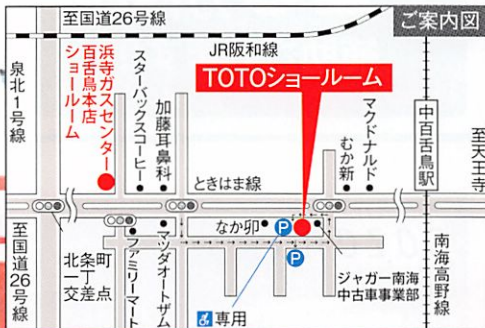 至国道26号線
ご案内図
JR阪和線
TOTOショールーム
泉北1号線
浜寺ガスセンター
百舌鳥本店
ショールーム
スターバックスコーヒー
加藤耳鼻科
ときはま線
むか新
マクドナルド
中百舌鳥駅
至天王寺
至国道26号線
北条町
一丁
交差点
ファミリーマート
マツダオートザム
なか卯
P
P
専用
ジャガー南海
中古車事業部
南海高野線